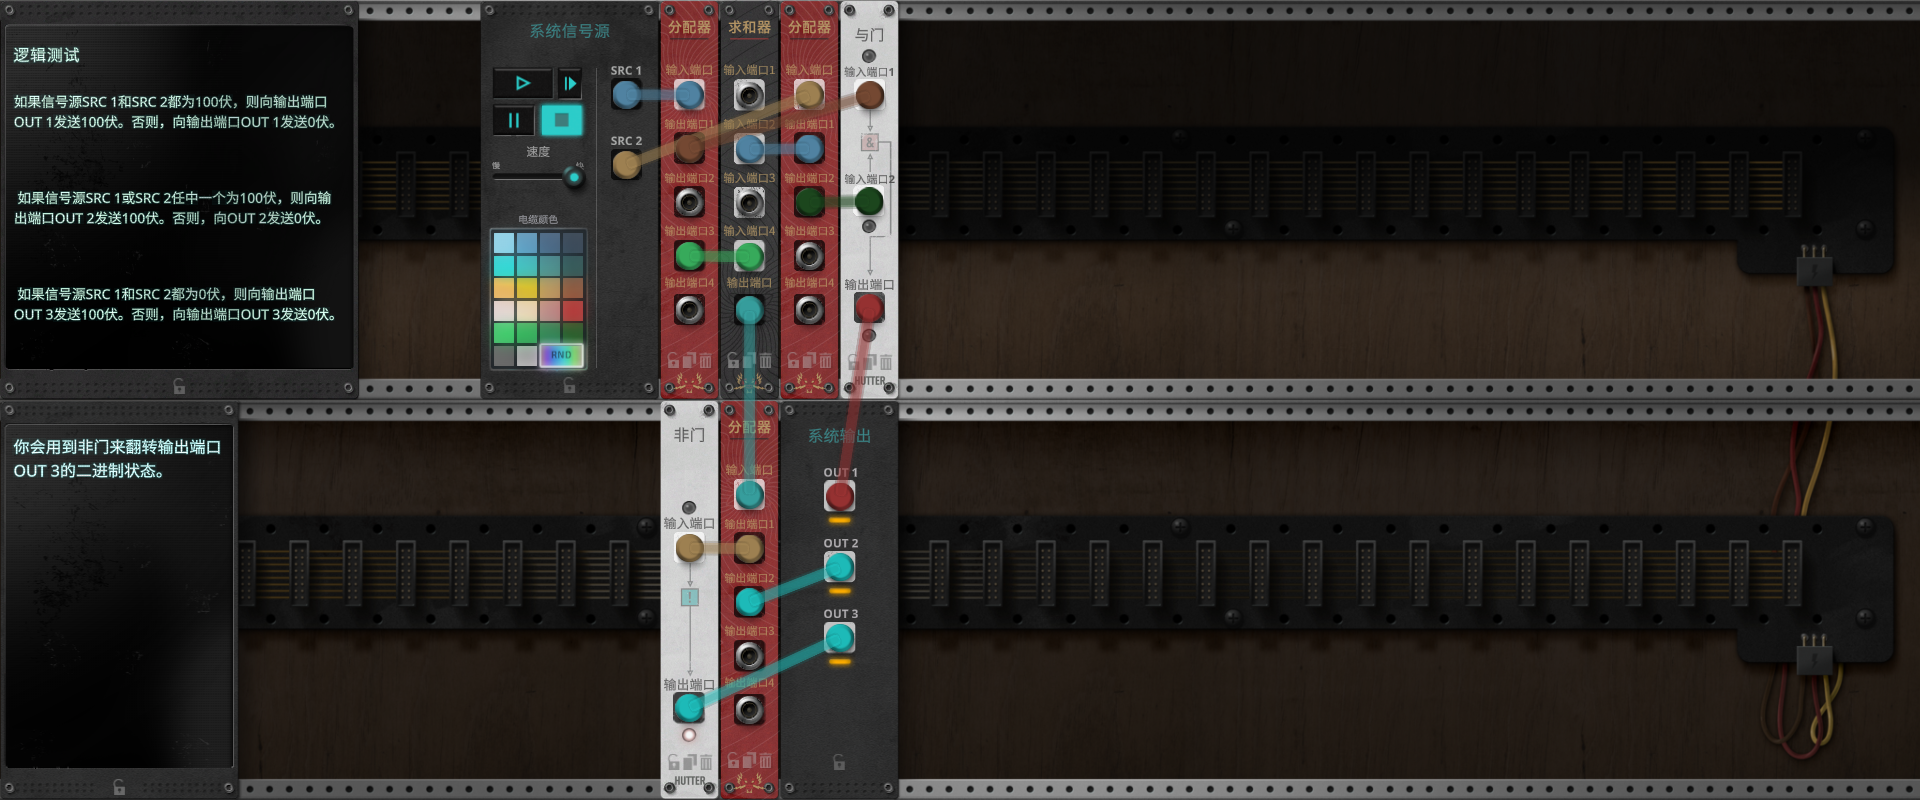 逻辑测试
如果信号源SRC 1和SRC 2都为100伏，则向输出端口
OUT 1发送100伏。否则，向输出端口OUT 1发送0伏。
如果信号源SRC 1或SRC 2任中一个为100伏，则向输
出端口OUT 2发送100伏。否则，向OUT 2发送0伏。
如果信号源SRC 1和SRC 2都为0伏，则向输出端口
OUT 3发送100伏。否则，向输出端口OUT 3发送0伏。
系统信号源
SRC 1
SRC 2
速度
慢
快
电缆颜色
RND
分配器
输入端口
输出端口1
输出端口2
输出端口3
输出端口4
求和器
输入端口1
输入端口2
输入端口3
输入端口4
输出端口
分配器
输入端口
输出端口1
输出端口2
输出端口3
输出端口4
与门
输入端口1
&
输入端口2
输出端口
HUTTER
你会用到非门来翻转输出端口
OUT 3的二进制状态。
非门
输入端口
!
输出端口
HUTTER
分配器
输入端口
输出端口1
输出端口2
输出端口3
输出端口4
系统输出
OUT 1
OUT 2
OUT 3